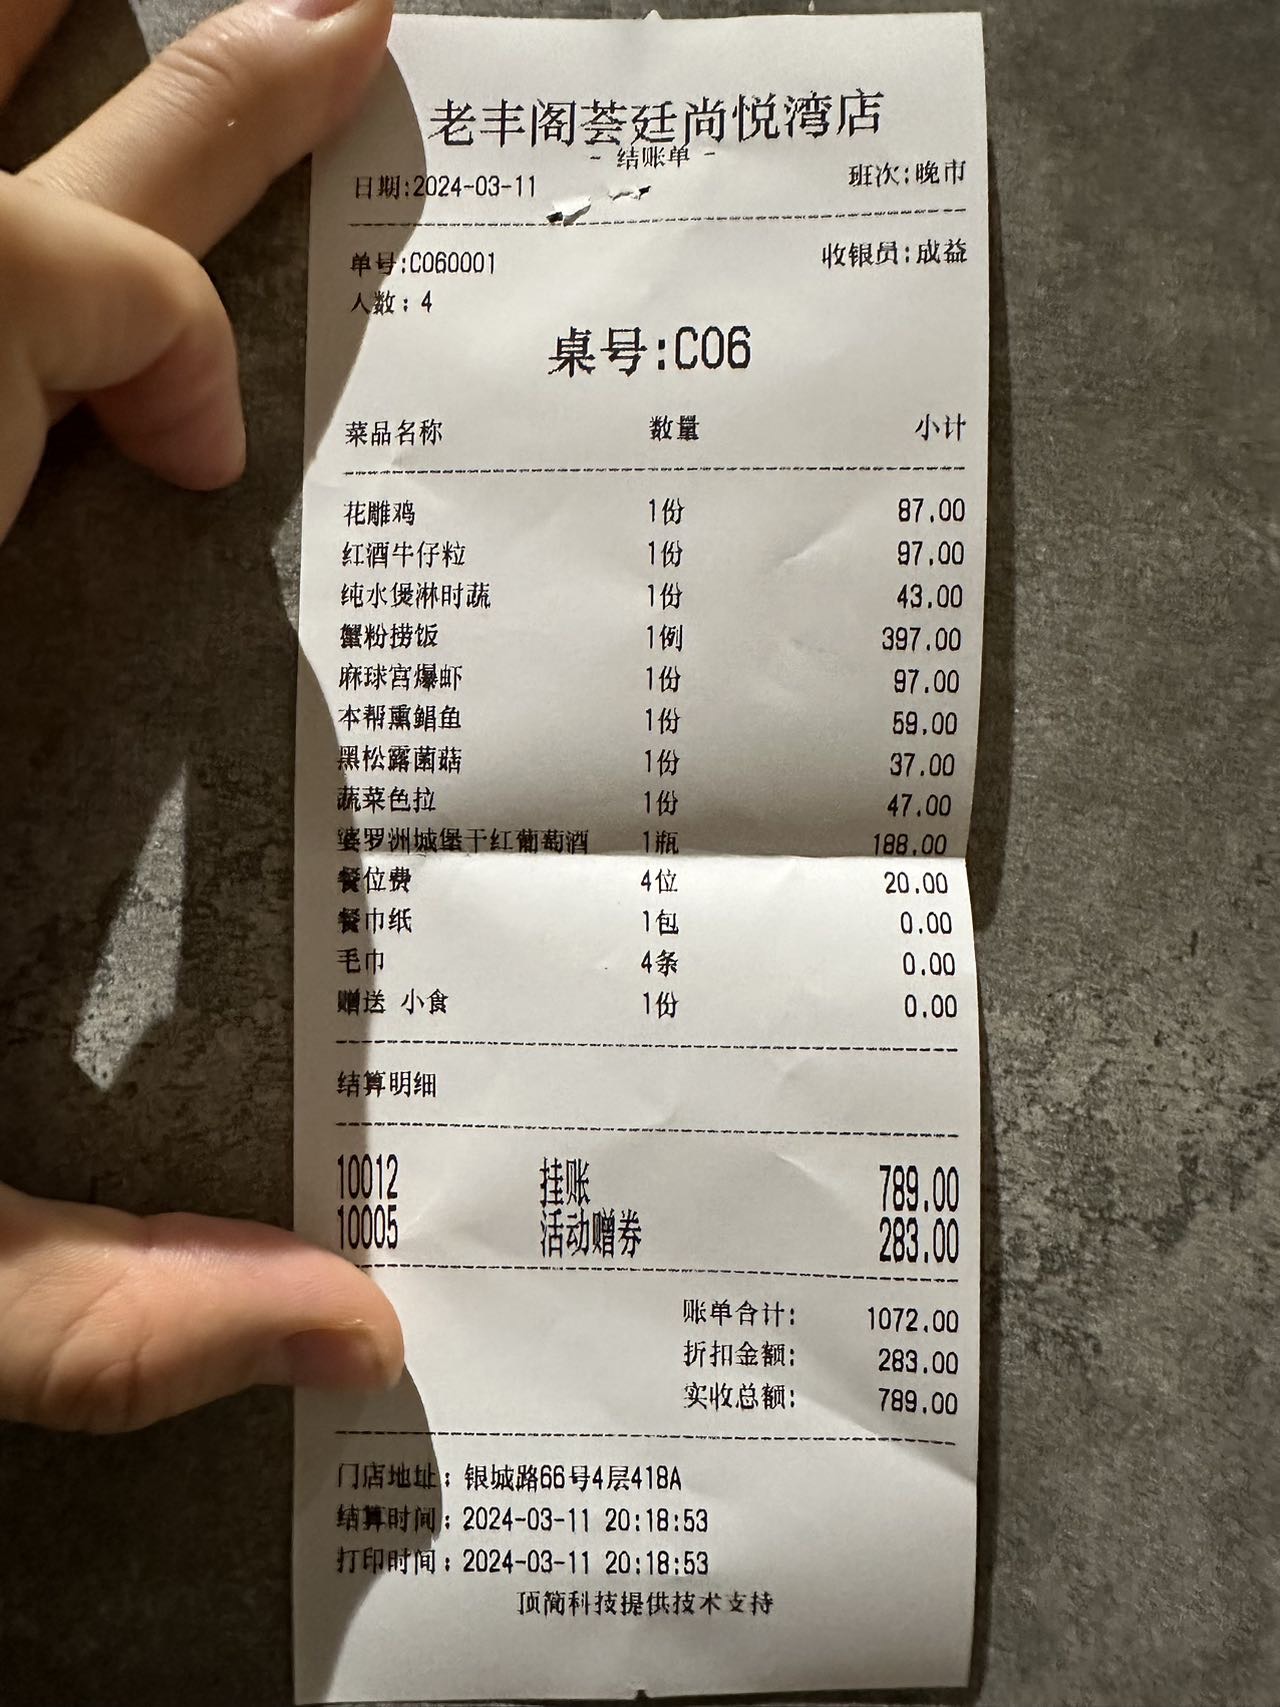 老丰阁荟廷尚悦湾店
- 结账单 -
日期:2024-03-11 班次:晚市
单号:C060001 收银员:成益
人数: 4
桌号:C06
菜品名称 数量 小计
花雕鸡 1份 87.00
红酒牛仔粒 1份 97.00
纯水煲淋时蔬 1份 43.00
蟹粉捞饭 1例 397.00
麻球宫爆虾 1份 97.00
本帮熏鲳鱼 1份 59.00
黑松露菌菇 1份 37.00
蔬菜色拉 1份 47.00
婆罗洲城堡干红葡萄酒 1瓶 188.00
餐位费 4位 20.00
餐巾纸 1包 0.00
毛巾 4条 0.00
赠送 小食 1份 0.00
结算明细
10012 挂账 789.00
10005 活动赠券 283.00
账单合计: 1072.00
折扣金额: 283.00
实收总额: 789.00
门店地址: 银城路66号4层418A
结算时间: 2024-03-11 20:18:53
打印时间: 2024-03-11 20:18:53
顶简科技提供技术支持